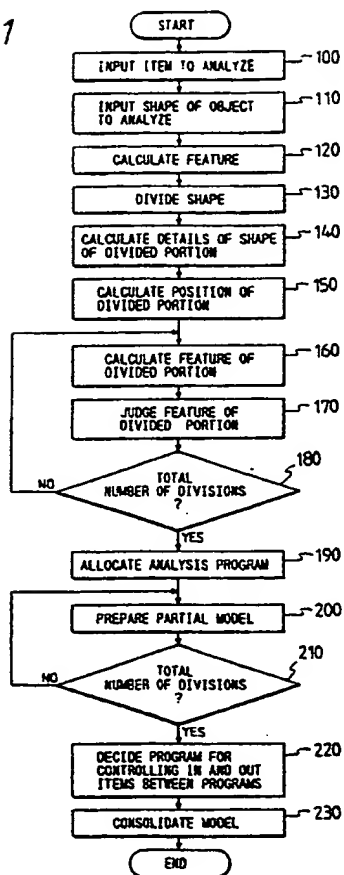 1
START
INPUT ITEM TO ANALYZE
100
INPUT SHAPE OF OBJECT
TO ANALYZE
110
CALCULATE FEATURE
120
DIVIDE SHAPE
130
CALCULATE DETAILS OF SHAPE
OF DIVIDED PORTION
140
CALCULATE POSITION OF
DIVIDED PORTION
150
CALCULATE FEATURE OF
DIVIDED PORTION
160
JUDGE FEATURE OF
DIVIDED PORTION
170
TOTAL
NUMBER OF DIVISIONS
?
180
NO
YES
ALLOCATE ANALYSIS PROGRAM
190
PREPARE PARTIAL MODEL
200
TOTAL
NUMBER OF DIVISIONS
?
210
NO
YES
DECIDE PROGRAM FOR
CONTROLLING IN AND OUT
ITEMS BETWEEN PROGRAMS
220
CONSOLIDATE MODEL
230
END